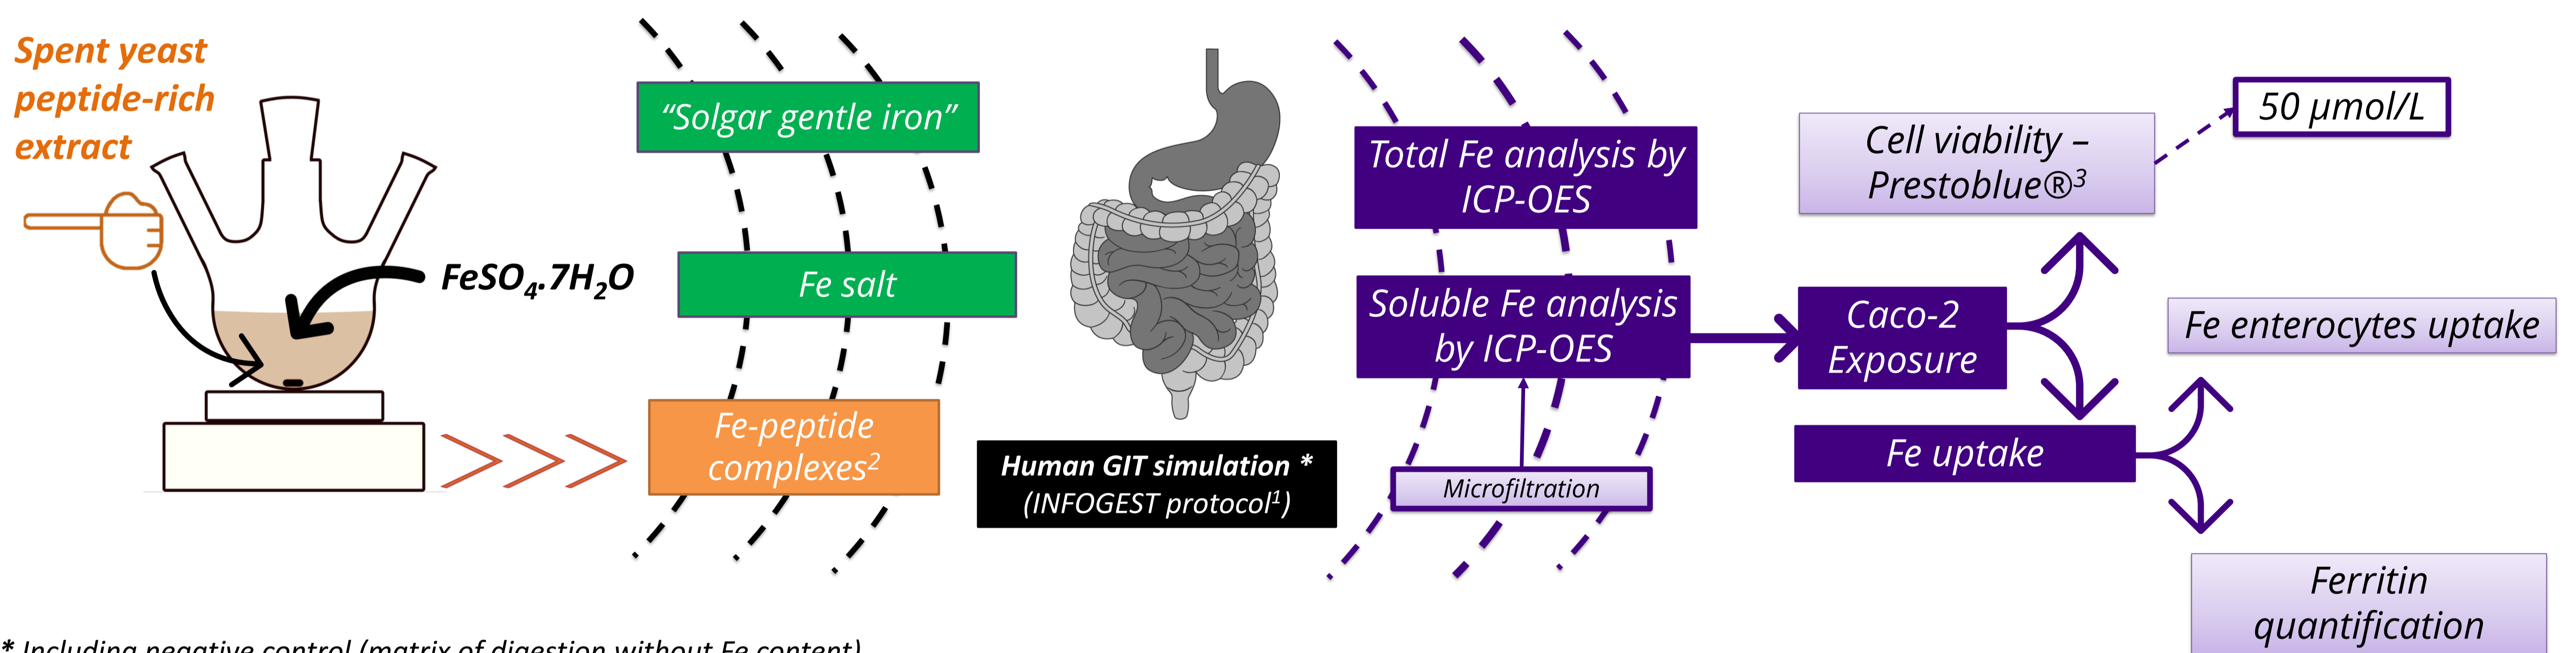 Spent yeast
peptide-rich
extract
FeSO₄.7H₂O
“Solgar gentle iron”
Fe salt
Fe-peptide
complexes²
Human GIT simulation *
(INFOGEST protocol¹)
Total Fe analysis by
ICP-OES
Soluble Fe analysis
by ICP-OES
Microfiltration
Caco-2
Exposure
Cell viability –
Prestoblue®³
50 µmol/L
Fe uptake
Fe enterocytes uptake
Ferritin
quantification
* Including negative control (matrix of digestion without Fe content)